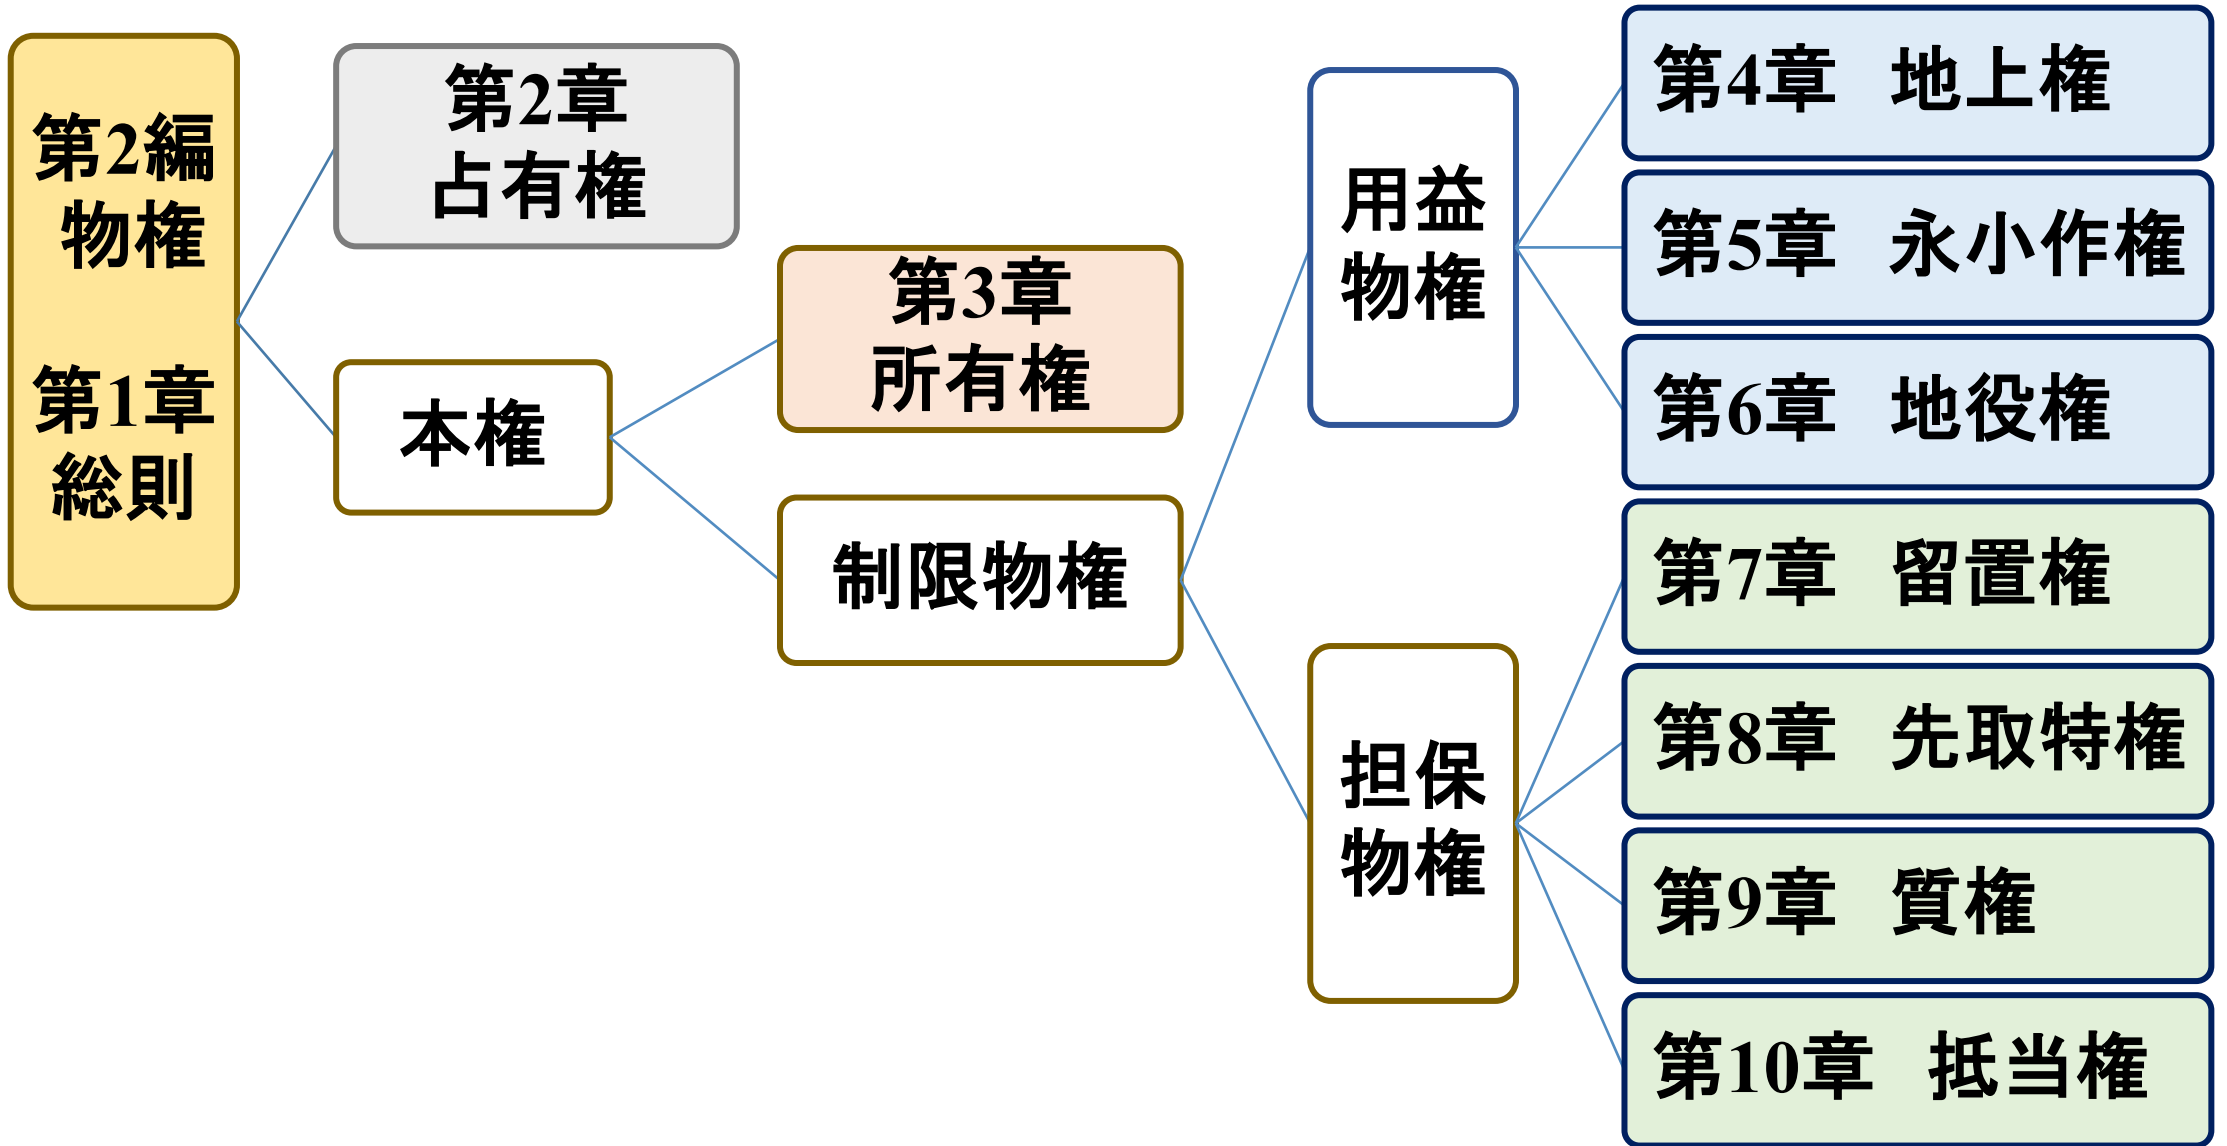 第2編
物権
第1章
総則
第2章
占有権
本権
第3章
所有権
制限物権
用益
物権
担保
物権
第4章 地上権
第5章 永小作権
第6章 地役権
第7章 留置権
第8章 先取特権
第9章 質権
第10章 抵当権